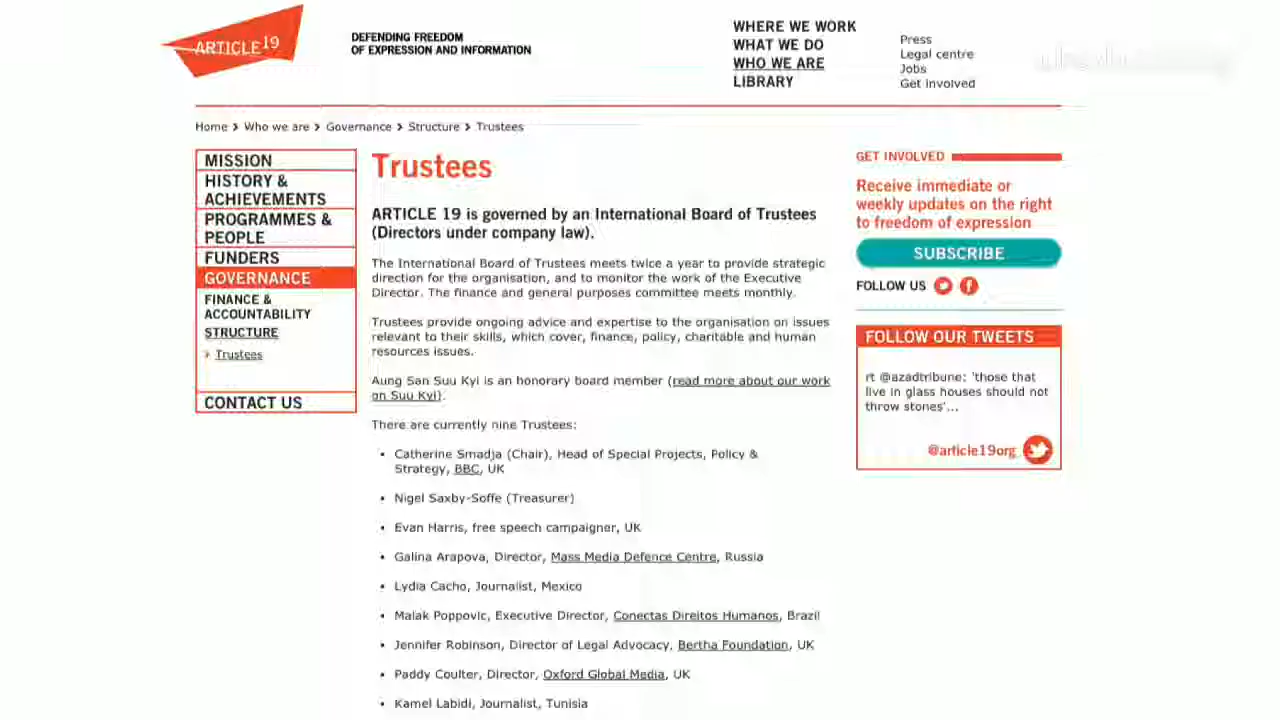 ARTICLE 19
DEFENDING FREEDOM
OF EXPRESSION AND INFORMATION
WHERE WE WORK
WHAT WE DO
WHO WE ARE
LIBRARY
Press
Legal centre
Jobs
Get involved
Home > Who we are > Governance > Structure > Trustees
MISSION
HISTORY &
ACHIEVEMENTS
PROGRAMMES &
PEOPLE
FUNDERS
GOVERNANCE
FINANCE &
ACCOUNTABILITY
STRUCTURE
> Trustees
CONTACT US
Trustees
ARTICLE 19 is governed by an International Board of Trustees
(Directors under company law).
The International Board of Trustees meets twice a year to provide strategic
direction for the organisation, and to monitor the work of the Executive
Director. The finance and general purposes committee meets monthly.
Trustees provide ongoing advice and expertise to the organisation on issues
relevant to their skills, which cover, finance, policy, charitable and human
resources issues.
Aung San Suu Kyi is an honorary board member (read more about our work
on Suu Kyi).
There are currently nine Trustees:
• Catherine Smadja (Chair), Head of Special Projects, Policy &
Strategy, BBC, UK
• Nigel Saxby-Soffe (Treasurer)
• Evan Harris, free speech campaigner, UK
• Galina Arapova, Director, Mass Media Defence Centre, Russia
• Lydia Cacho, Journalist, Mexico
• Malak Poppovic, Executive Director, Conectas Direitos Humanos, Brazil
• Jennifer Robinson, Director of Legal Advocacy, Bertha Foundation, UK
• Paddy Coulter, Director, Oxford Global Media, UK
• Kamel Labidi, Journalist, Tunisia
GET INVOLVED
Receive immediate or
weekly updates on the right
to freedom of expression
SUBSCRIBE
FOLLOW US
FOLLOW OUR TWEETS
rt @azadtribune: 'those that
live in glass houses should not
throw stones'...
@article19org